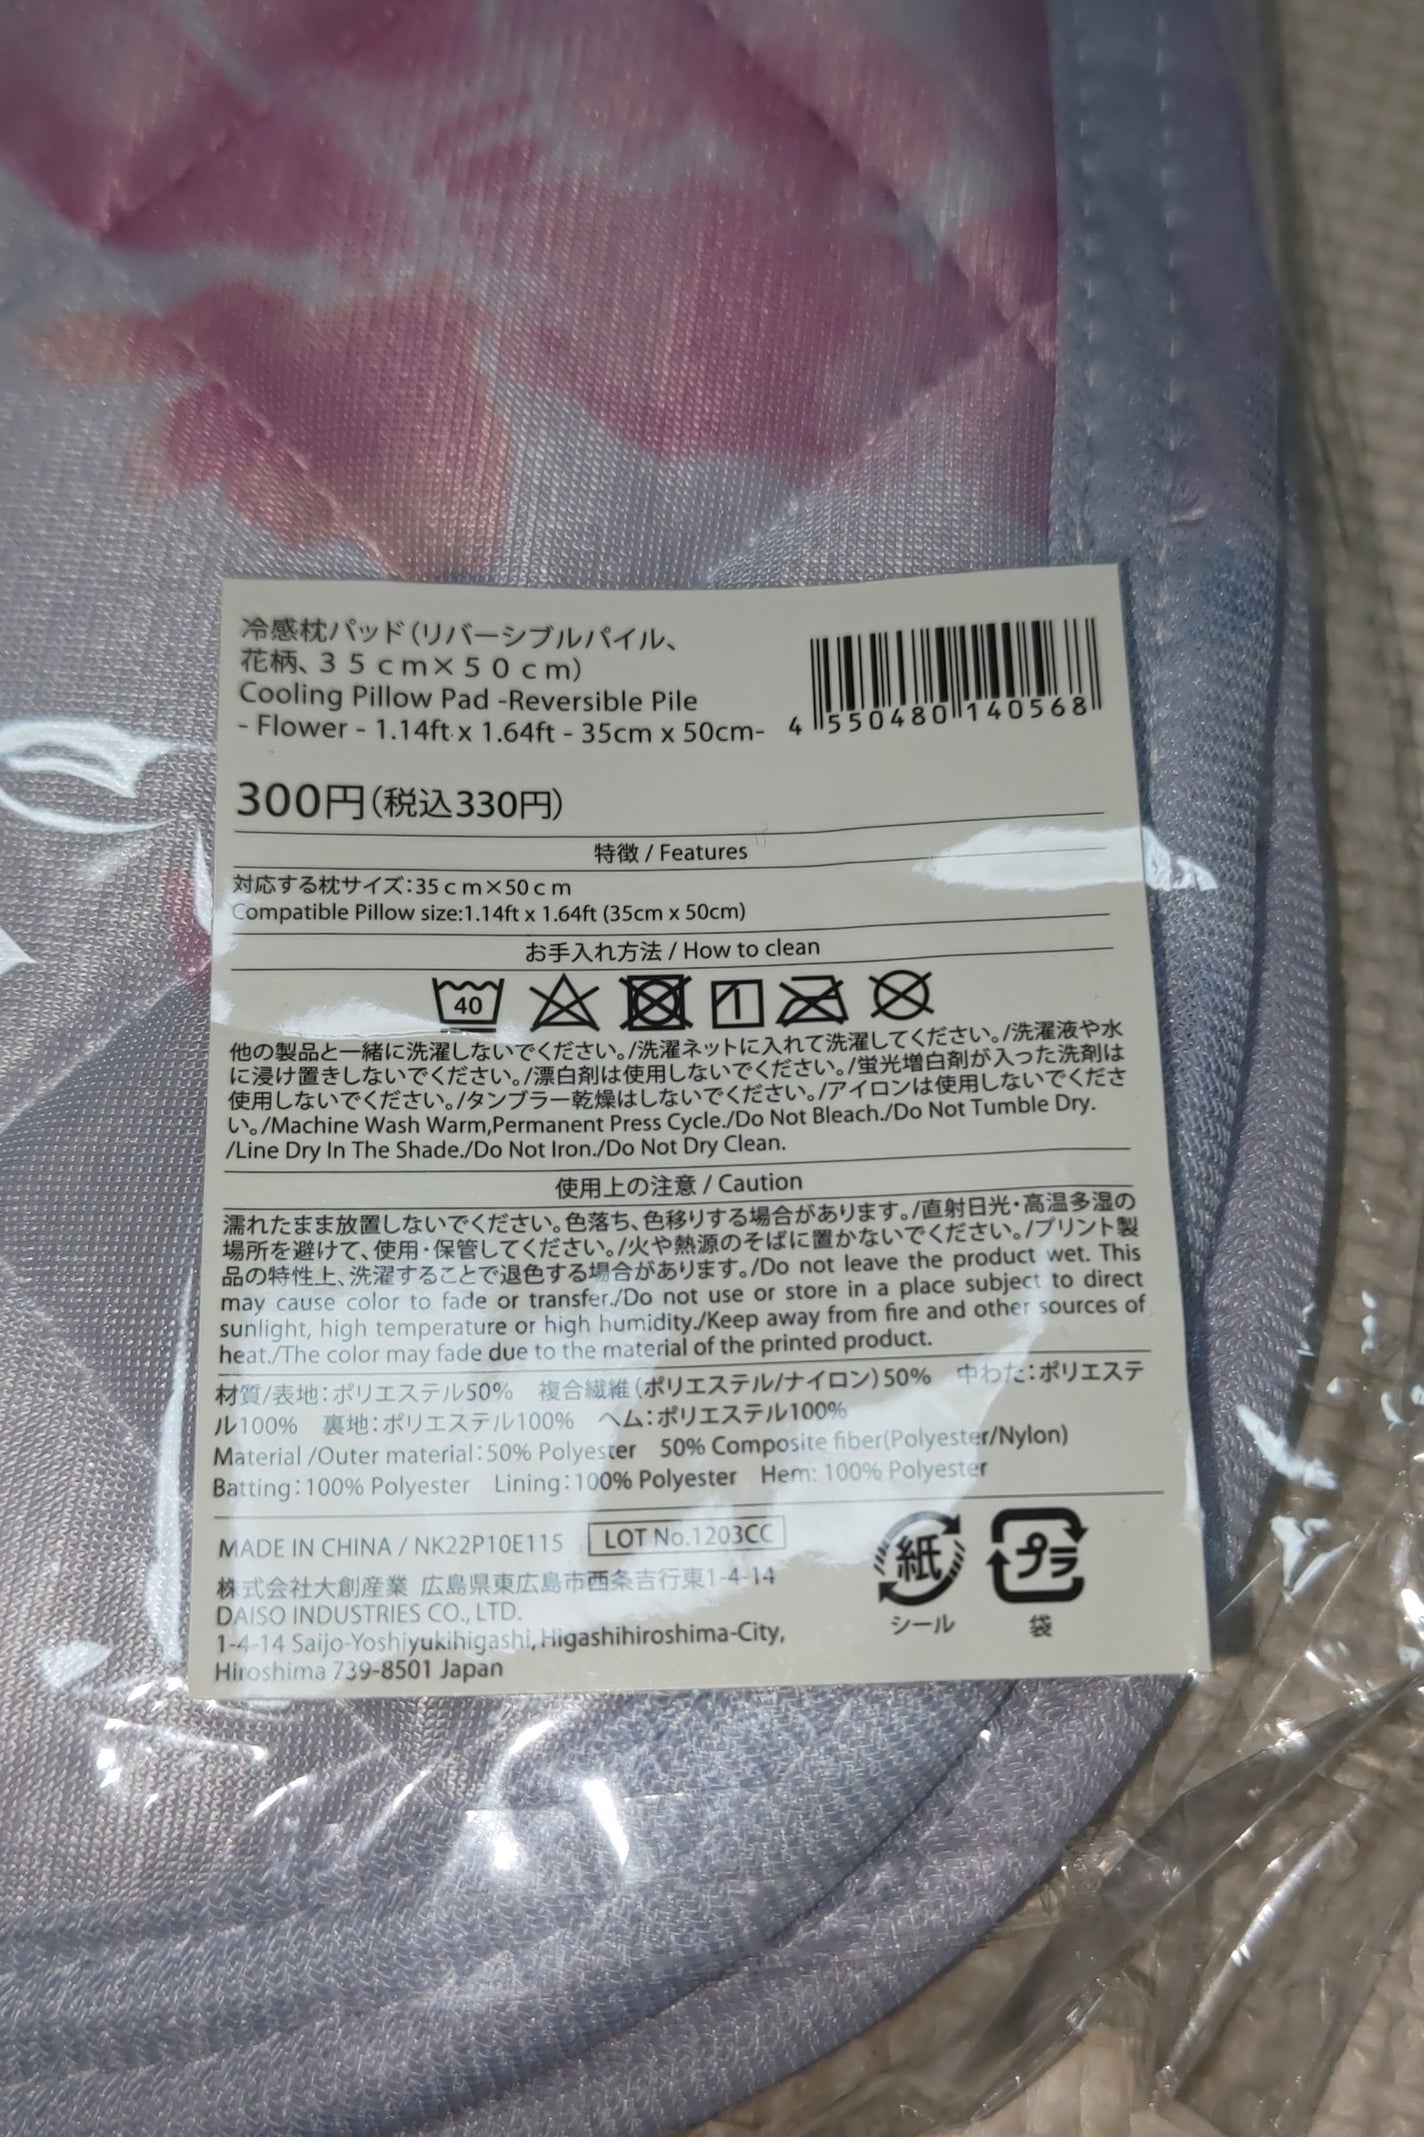 冷感枕パッド（リバーシブルパイル、
花柄、３５ｃｍ×５０ｃｍ）
Cooling Pillow Pad -Reversible Pile
- Flower - 1.14ft x 1.64ft - 35cm x 50cm-
4 550480 140568
300円（税込330円）
特徴 / Features
対応する枕サイズ：35ｃｍ×50ｃｍ
Compatible Pillow size:1.14ft x 1.64ft (35cm x 50cm)
お手入れ方法 / How to clean
40
他の製品と一緒に洗濯しないでください。/洗濯ネットに入れて洗濯してください。/洗濯液や水
に浸け置きしないでください。/漂白剤は使用しないでください。/蛍光増白剤が入った洗剤は
使用しないでください。/タンブラー乾燥はしないでください。/アイロンは使用しないでくださ
い。/Machine Wash Warm,Permanent Press Cycle./Do Not Bleach./Do Not Tumble Dry.
/Line Dry In The Shade./Do Not Iron./Do Not Dry Clean.
使用上の注意 / Caution
濡れたまま放置しないでください。色落ち、色移りする場合があります。/直射日光・高温多湿の
場所を避けて、使用・保管してください。/火や熱源のそばに置かないでください。/プリント製
品の特性上、洗濯することで退色する場合があります。/Do not leave the product wet. This
may cause color to fade or transfer./Do not use or store in a place subject to direct
sunlight, high temperature or high humidity./Keep away from fire and other sources of
heat./The color may fade due to the material of the printed product.
材質/表地：ポリエステル50%　複合繊維（ポリエステル/ナイロン）50%　中わた：ポリエステ
ル100%　裏地：ポリエステル100%　ヘム：ポリエステル100%
Material /Outer material：50% Polyester　50% Composite fiber(Polyester/Nylon)
Batting：100% Polyester　Lining：100% Polyester　Hem: 100% Polyester
MADE IN CHINA / NK22P10E115　LOT No.1203CC
株式会社大創産業 広島県東広島市西条吉行東1-4-14
DAISO INDUSTRIES CO., LTD.
1-4-14 Saijo-Yoshiyukihigashi, Higashihiroshima-City,
Hiroshima 739-8501 Japan
紙
シール
プラ
袋